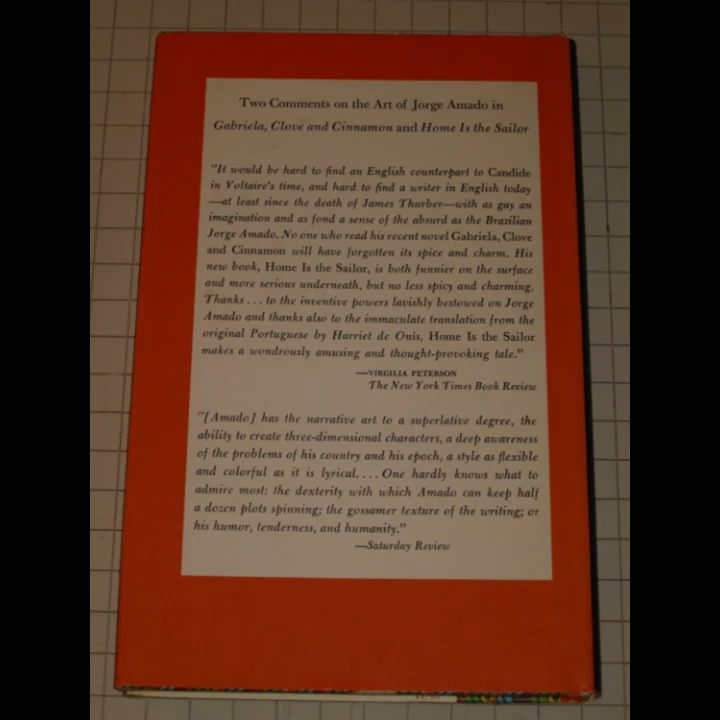 Two Comments on the Art of Jorge Amado in
Gabriela, Clove and Cinnamon and Home Is the Sailor
"It would be hard to find an English counterpart to Candide
in Voltaire's time, and hard to find a writer in English today
—at least since the death of James Thurber—with as gay an
imagination and as fond a sense of the absurd as the Brazilian
Jorge Amado. No one who read his recent novel Gabriela, Clove
and Cinnamon will have forgotten its spice and charm. His
new book, Home Is the Sailor, is both funnier on the surface
and more serious underneath, but no less spicy and charming.
Thanks . . . to the inventive powers lavishly bestowed on Jorge
Amado and thanks also to the immaculate translation from the
original Portuguese by Harriet de Onís, Home Is the Sailor
makes a wondrously amusing and thought-provoking tale."
—VIRGILIA PETERSON
The New York Times Book Review
"[Amado] has the narrative art to a superlative degree, the
ability to create three-dimensional characters, a deep awareness
of the problems of his country and his epoch, a style as flexible
and colorful as it is lyrical. . . . One hardly knows what to
admire most: the dexterity with which Amado can keep half
a dozen plots spinning; the gossamer texture of the writing; or
his humor, tenderness, and humanity."
—Saturday Review